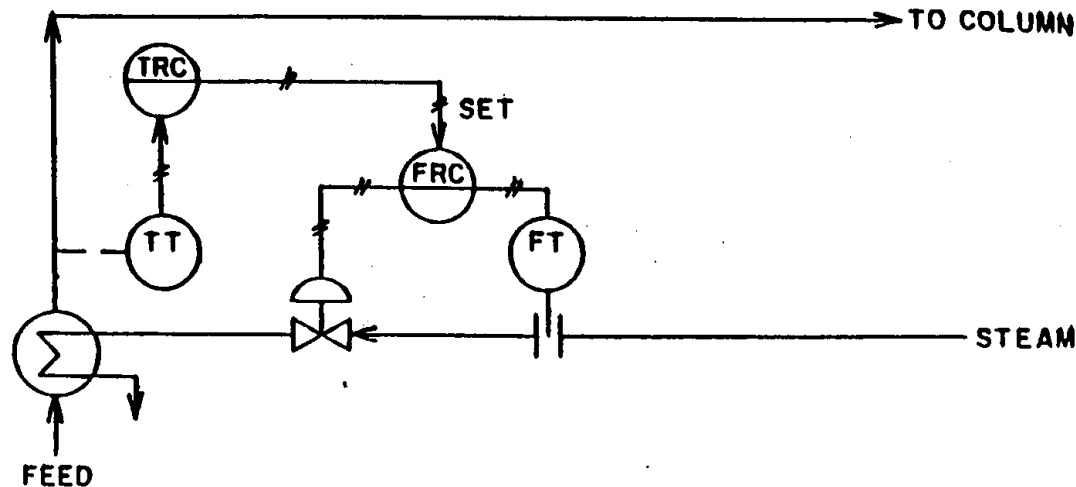 TO COLUMN
TRC
SET
FRC
TT
FT
STEAM
FEED